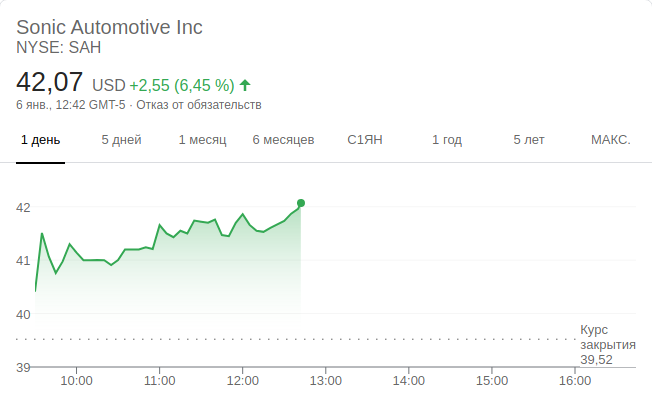 Sonic Automotive Inc
NYSE: SAH
42,07 USD +2,55 (6,45 %)
6 янв., 12:42 GMT-5 · Отказ от обязательств
1 день 5 дней 1 месяц 6 месяцев С1ЯН 1 год 5 лет МАКС.
42
41
40
Курс
закрытия
39,52
39
10:00 11:00 12:00 13:00 14:00 15:00 16:00